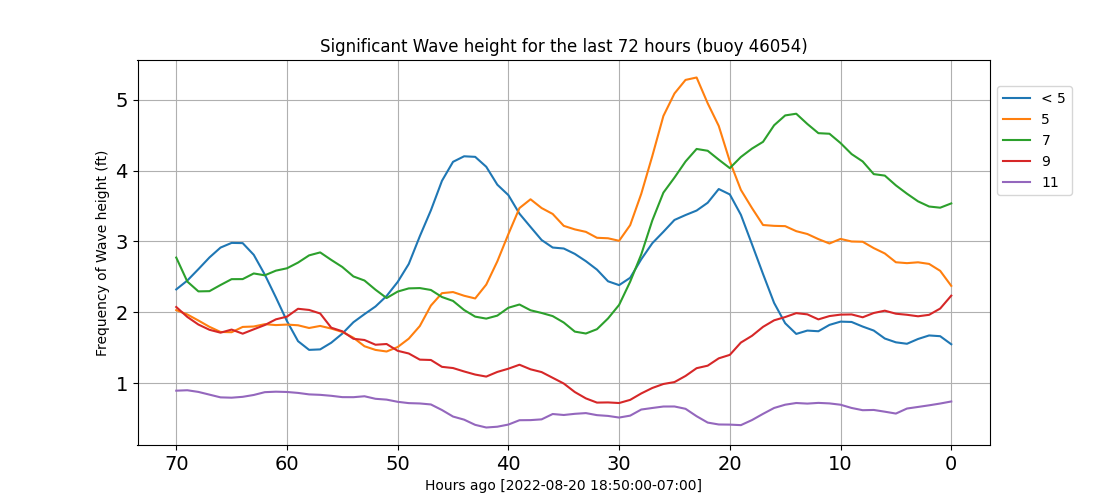 Significant Wave height for the last 72 hours (buoy 46054)
Frequency of Wave height (ft)
5
4
3
2
1
70 60 50 40 30 20 10 0
Hours ago [2022-08-20 18:50:00-07:00]
< 5
5
7
9
11